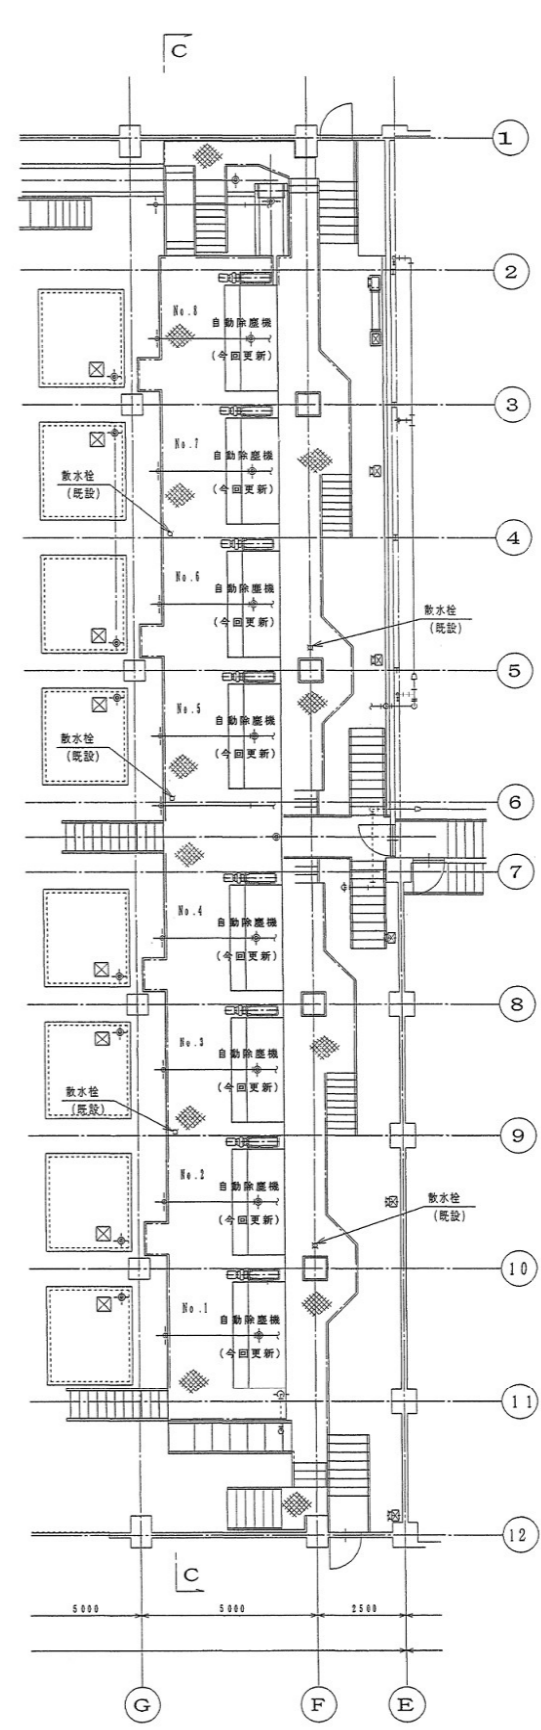 C
1
2
No.8
自動除塵機
(今回更新)
3
No.7
自動除塵機
(今回更新)
散水栓
(既設)
4
No.6
自動除塵機
(今回更新)
散水栓
(既設)
5
No.5
自動除塵機
(今回更新)
散水栓
(既設)
6
7
No.4
自動除塵機
(今回更新)
8
No.3
自動除塵機
(今回更新)
散水栓
(既設)
9
No.2
自動除塵機
(今回更新)
散水栓
(既設)
10
No.1
自動除塵機
(今回更新)
11
12
C
5000
5000
2500
G
F
E